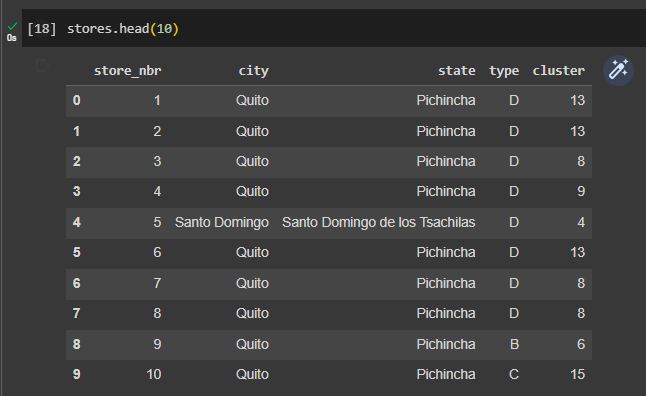 [18] stores.head(10)
0s
store_nbr city state type cluster
0 1 Quito Pichincha D 13
1 2 Quito Pichincha D 13
2 3 Quito Pichincha D 8
3 4 Quito Pichincha D 9
4 5 Santo Domingo Santo Domingo de los Tsachilas D 4
5 6 Quito Pichincha D 13
6 7 Quito Pichincha D 8
7 8 Quito Pichincha D 8
8 9 Quito Pichincha B 6
9 10 Quito Pichincha C 15